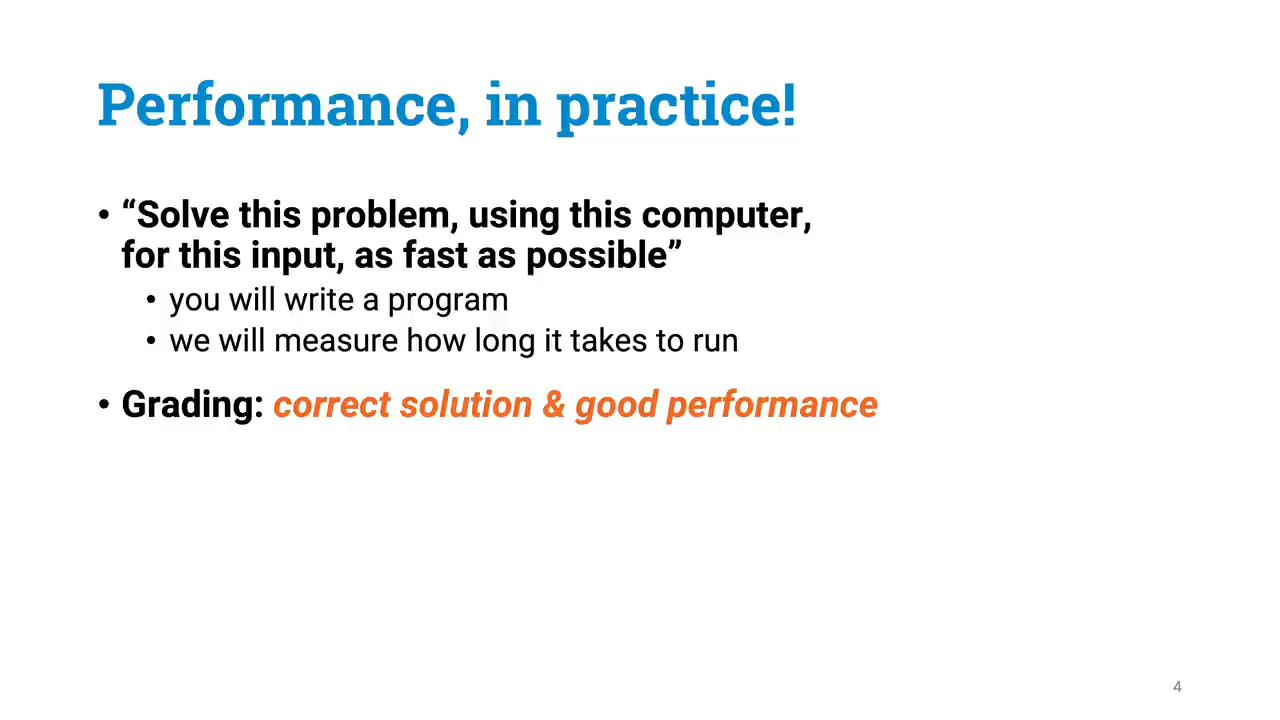 Performance, in practice!
• “Solve this problem, using this computer,
for this input, as fast as possible”
• you will write a program
• we will measure how long it takes to run
• Grading: correct solution & good performance
4